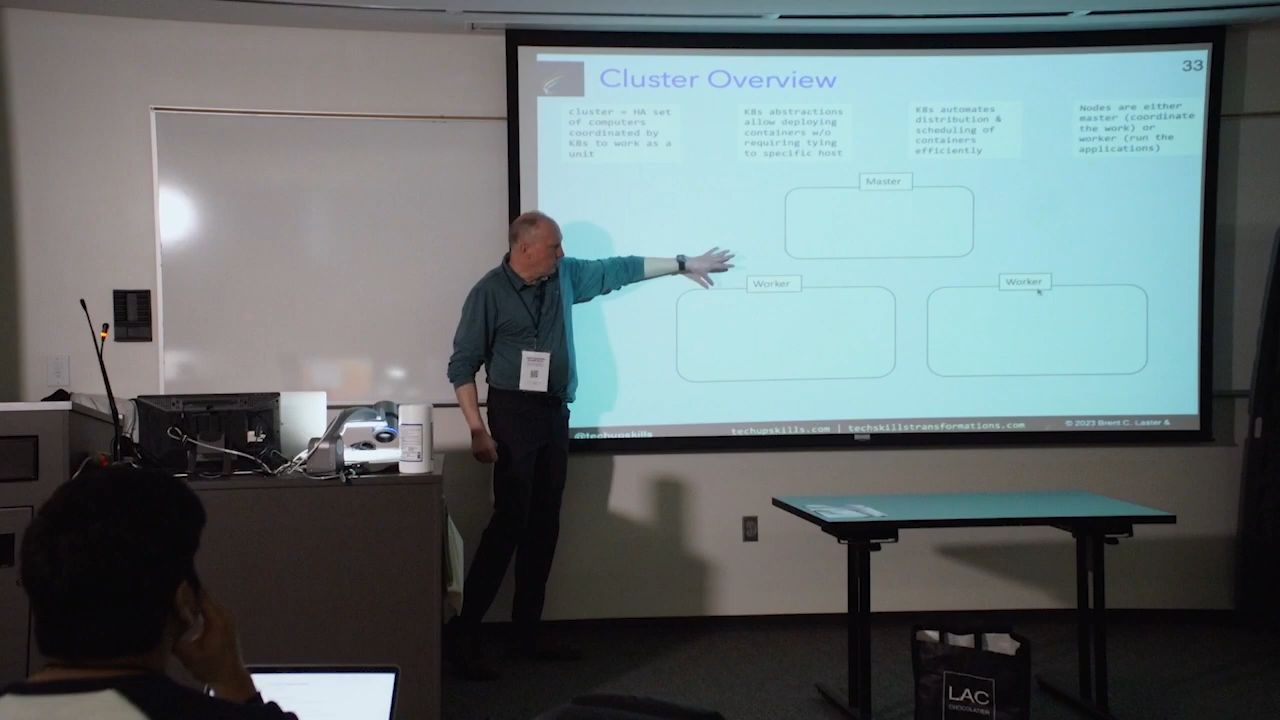 33
Cluster Overview
cluster = HA set
of computers
coordinated by
K8s to work as a
unit
K8s abstractions
allow deploying
containers w/o
requiring tying
to specific host
K8s automates
distribution &
scheduling of
containers
efficiently
Nodes are either
master (coordinate
the work) or
worker (run the
applications)
Master
Worker
Worker
@techupskills
techupskills.com | techskillstransformations.com
© 2023 Brent C. Laster &
LAC
CHOCOLATIER